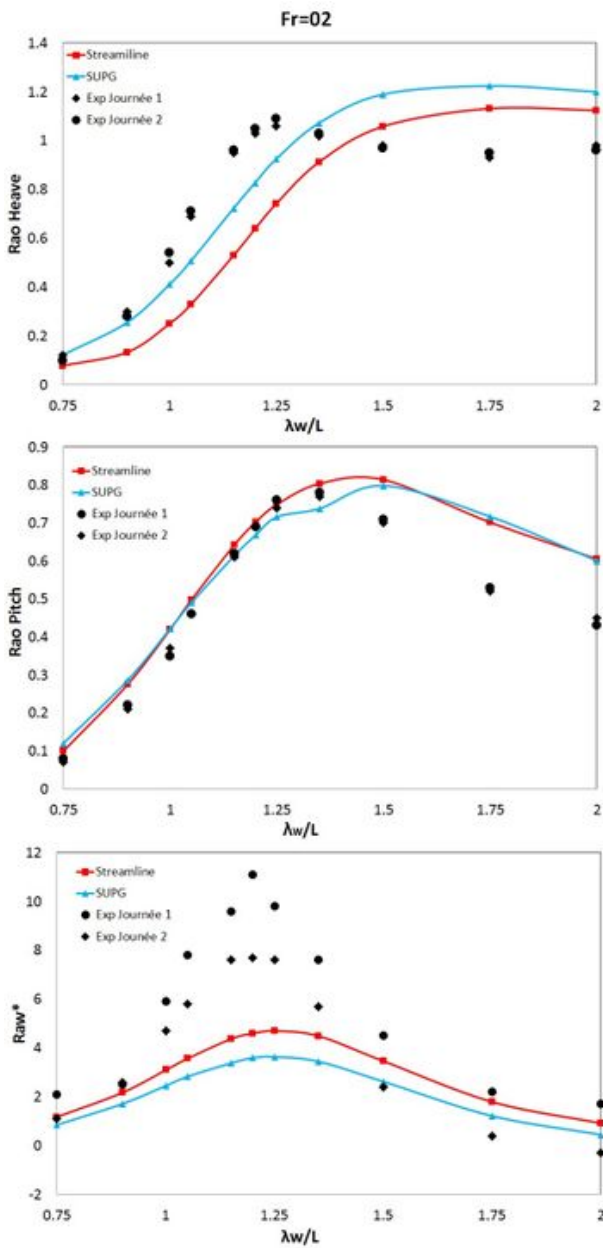 Fr=02
1.4
1.2
1
0.8
0.6
0.4
0.2
0
Rao Heave
Streamiline
SUPG
Exp Journée 1
Exp Journée 2
0.75
1
1.25
1.5
1.75
2
λw/L
0.9
0.8
0.7
0.6
0.5
0.4
0.3
0.2
0.1
0
Rao Pitch
Streamline
SUPG
Exp Journée 1
Exp Journée 2
0.75
1
1.25
1.5
1.75
2
λw/L
12
10
8
6
4
2
0
-2
Raw*
Streamline
SUPG
Exp Journée 1
Exp Jounée 2
0.75
1
1.25
1.5
1.75
2
λw/L